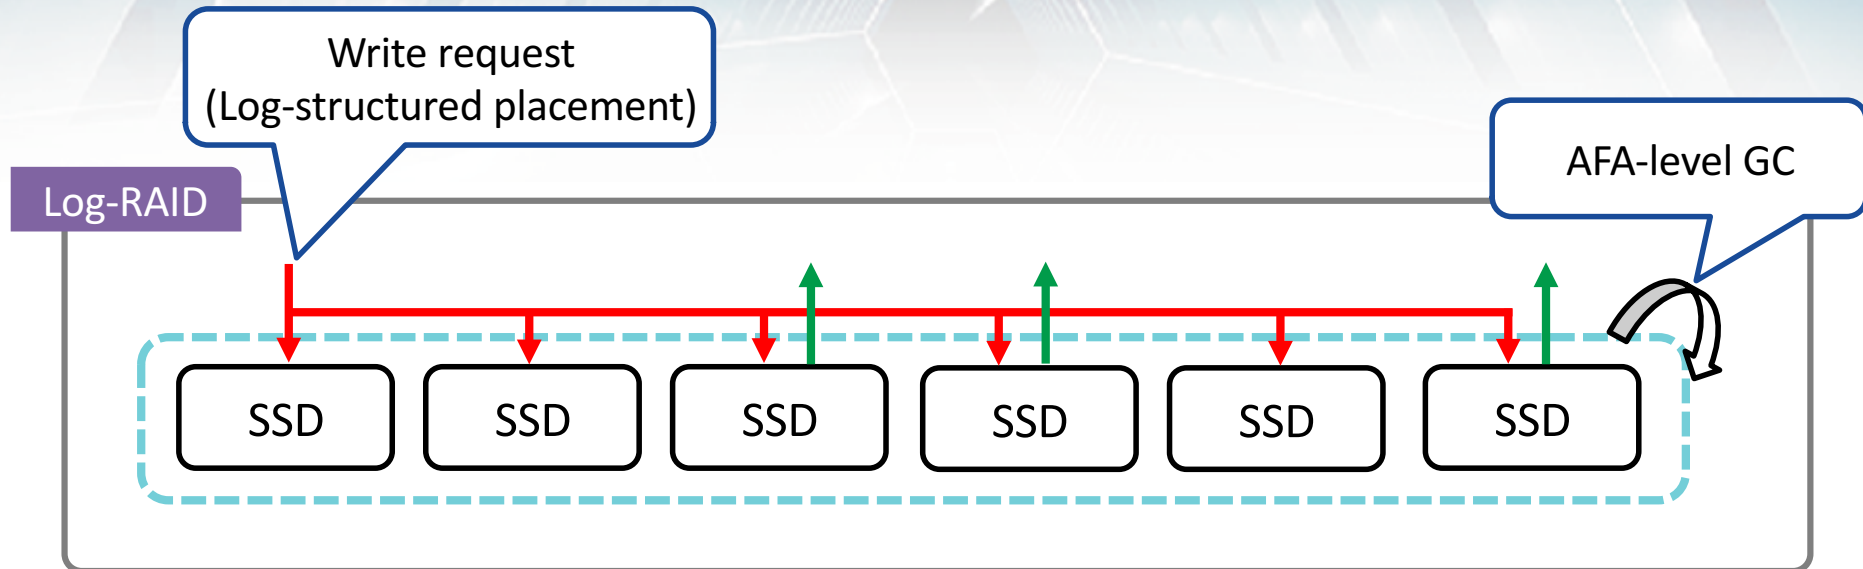 Write request
(Log-structured placement)
AFA-level GC
Log-RAID
SSD
SSD
SSD
SSD
SSD
SSD